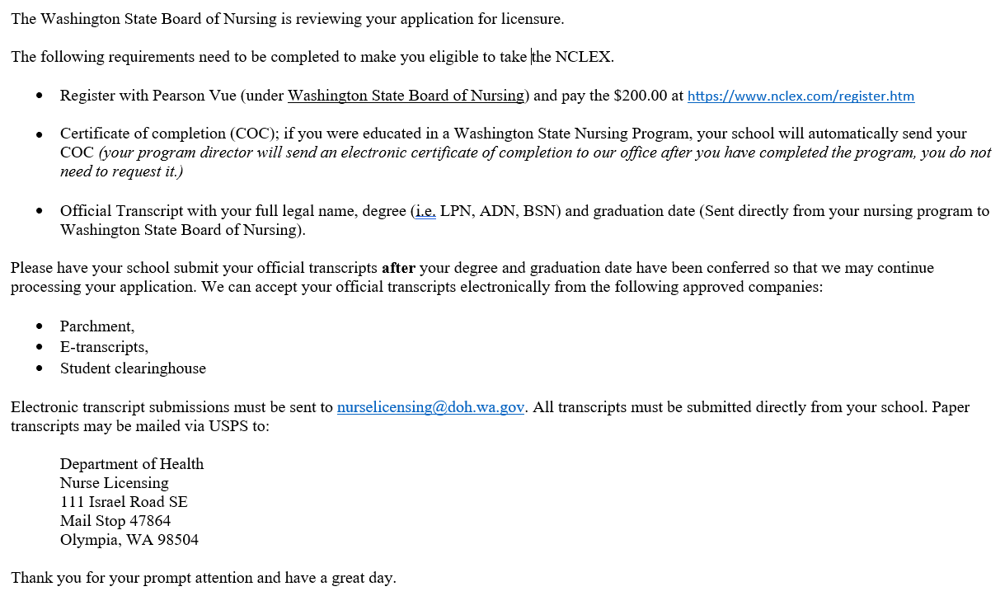 The Washington State Board of Nursing is reviewing your application for licensure.
The following requirements need to be completed to make you eligible to take the NCLEX.
• Register with Pearson Vue (under Washington State Board of Nursing) and pay the $200.00 at https://www.nclex.com/register.htm
• Certificate of completion (COC); if you were educated in a Washington State Nursing Program, your school will automatically send your
COC (your program director will send an electronic certificate of completion to our office after you have completed the program, you do not
need to request it.)
• Official Transcript with your full legal name, degree (i.e. LPN, ADN, BSN) and graduation date (Sent directly from your nursing program to
Washington State Board of Nursing).
Please have your school submit your official transcripts after your degree and graduation date have been conferred so that we may continue
processing your application. We can accept your official transcripts electronically from the following approved companies:
• Parchment,
• E-transcripts,
• Student clearinghouse
Electronic transcript submissions must be sent to nurselicensing@doh.wa.gov. All transcripts must be submitted directly from your school. Paper
transcripts may be mailed via USPS to:
Department of Health
Nurse Licensing
111 Israel Road SE
Mail Stop 47864
Olympia, WA 98504
Thank you for your prompt attention and have a great day.